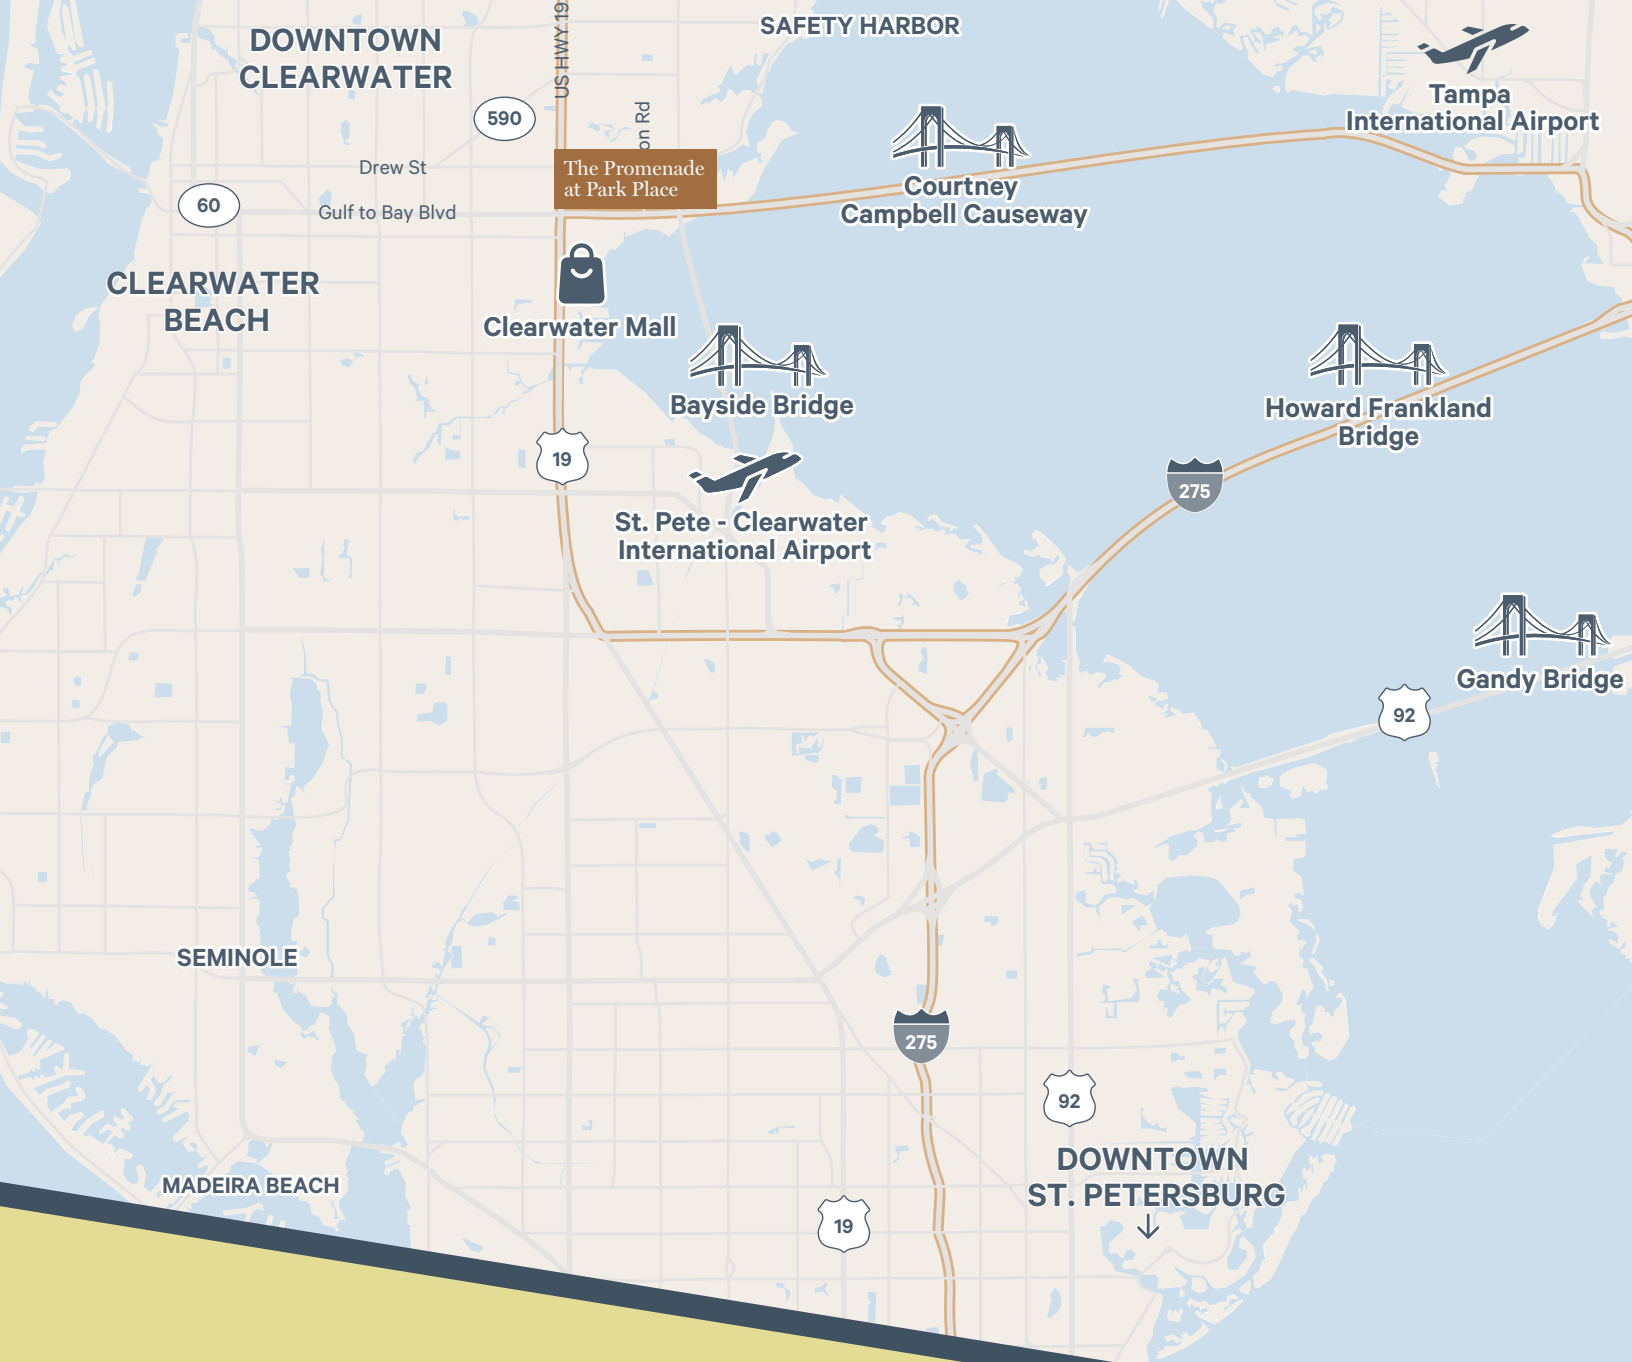 SAFETY HARBOR
DOWNTOWN
CLEARWATER
US HWY 19
590
on Rd
Tampa
International Airport
Drew St
The Promenade
at Park Place
60
Gulf to Bay Blvd
Courtney
Campbell Causeway
CLEARWATER
BEACH
Clearwater Mall
Bayside Bridge
Howard Frankland
Bridge
19
275
St. Pete - Clearwater
International Airport
Gandy Bridge
92
SEMINOLE
275
92
DOWNTOWN
ST. PETERSBURG
MADEIRA BEACH
19